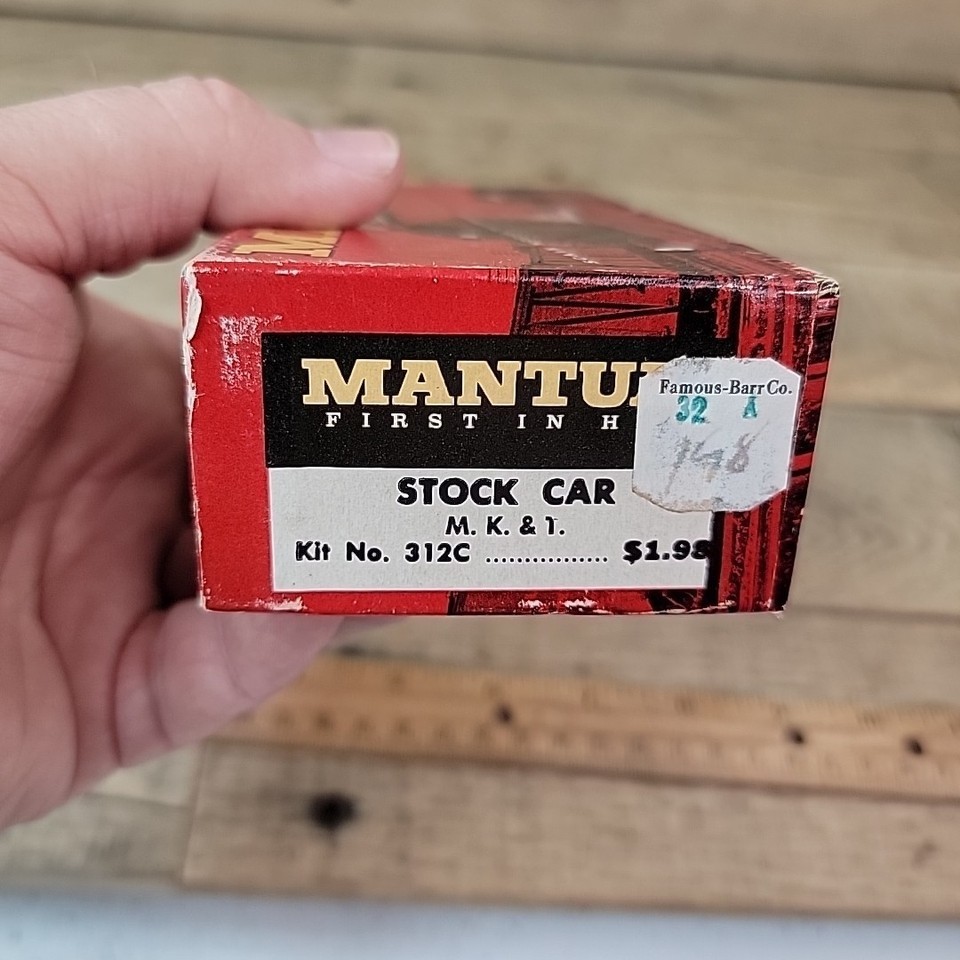 MANTU
FIRST IN H
STOCK CAR
M. K. & T.
Kit No. 312C ................. $1.98
Famous-Barr Co.
32 A